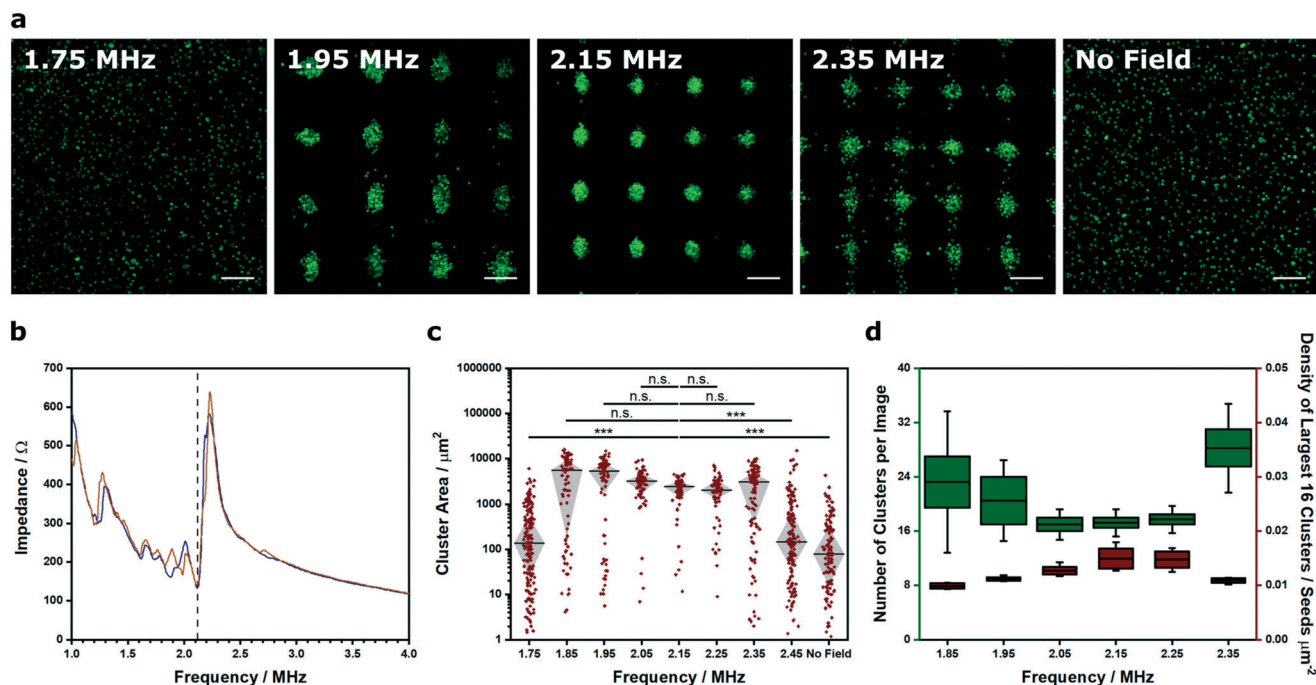 a
1.75 MHz 1.95 MHz 2.15 MHz 2.35 MHz No Field
b
700
600
500
400
300
200
100
0
1.0 1.5 2.0 2.5 3.0 3.5 4.0
Impedance / Ω
Frequency / MHz
c
1000000
100000
10000
1000
100
10
1
n.s. n.s.
n.s. n.s.
n.s. ***
*** ***
1.75 1.85 1.95 2.05 2.15 2.25 2.35 2.45 No Field
Cluster Area / μm²
Frequency / MHz
d
40
32
24
16
8
0
0.05
0.04
0.03
0.02
0.01
0.00
1.85 1.95 2.05 2.15 2.25 2.35
Number of Clusters per Image
Density of Largest 16 Clusters / Seeds μm⁻²
Frequency / MHz